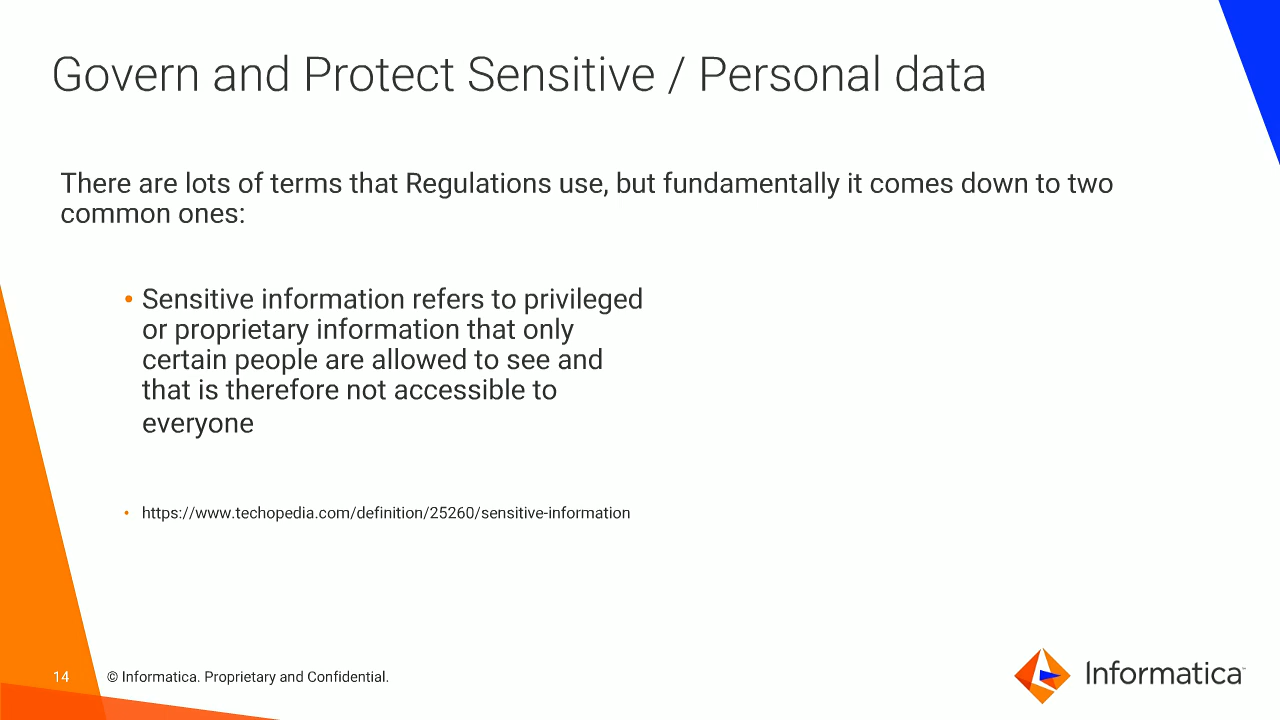 Govern and Protect Sensitive / Personal data
There are lots of terms that Regulations use, but fundamentally it comes down to two
common ones:
• Sensitive information refers to privileged
or proprietary information that only
certain people are allowed to see and
that is therefore not accessible to
everyone
• https://www.techopedia.com/definition/25260/sensitive-information
14 © Informatica. Proprietary and Confidential.
Informatica